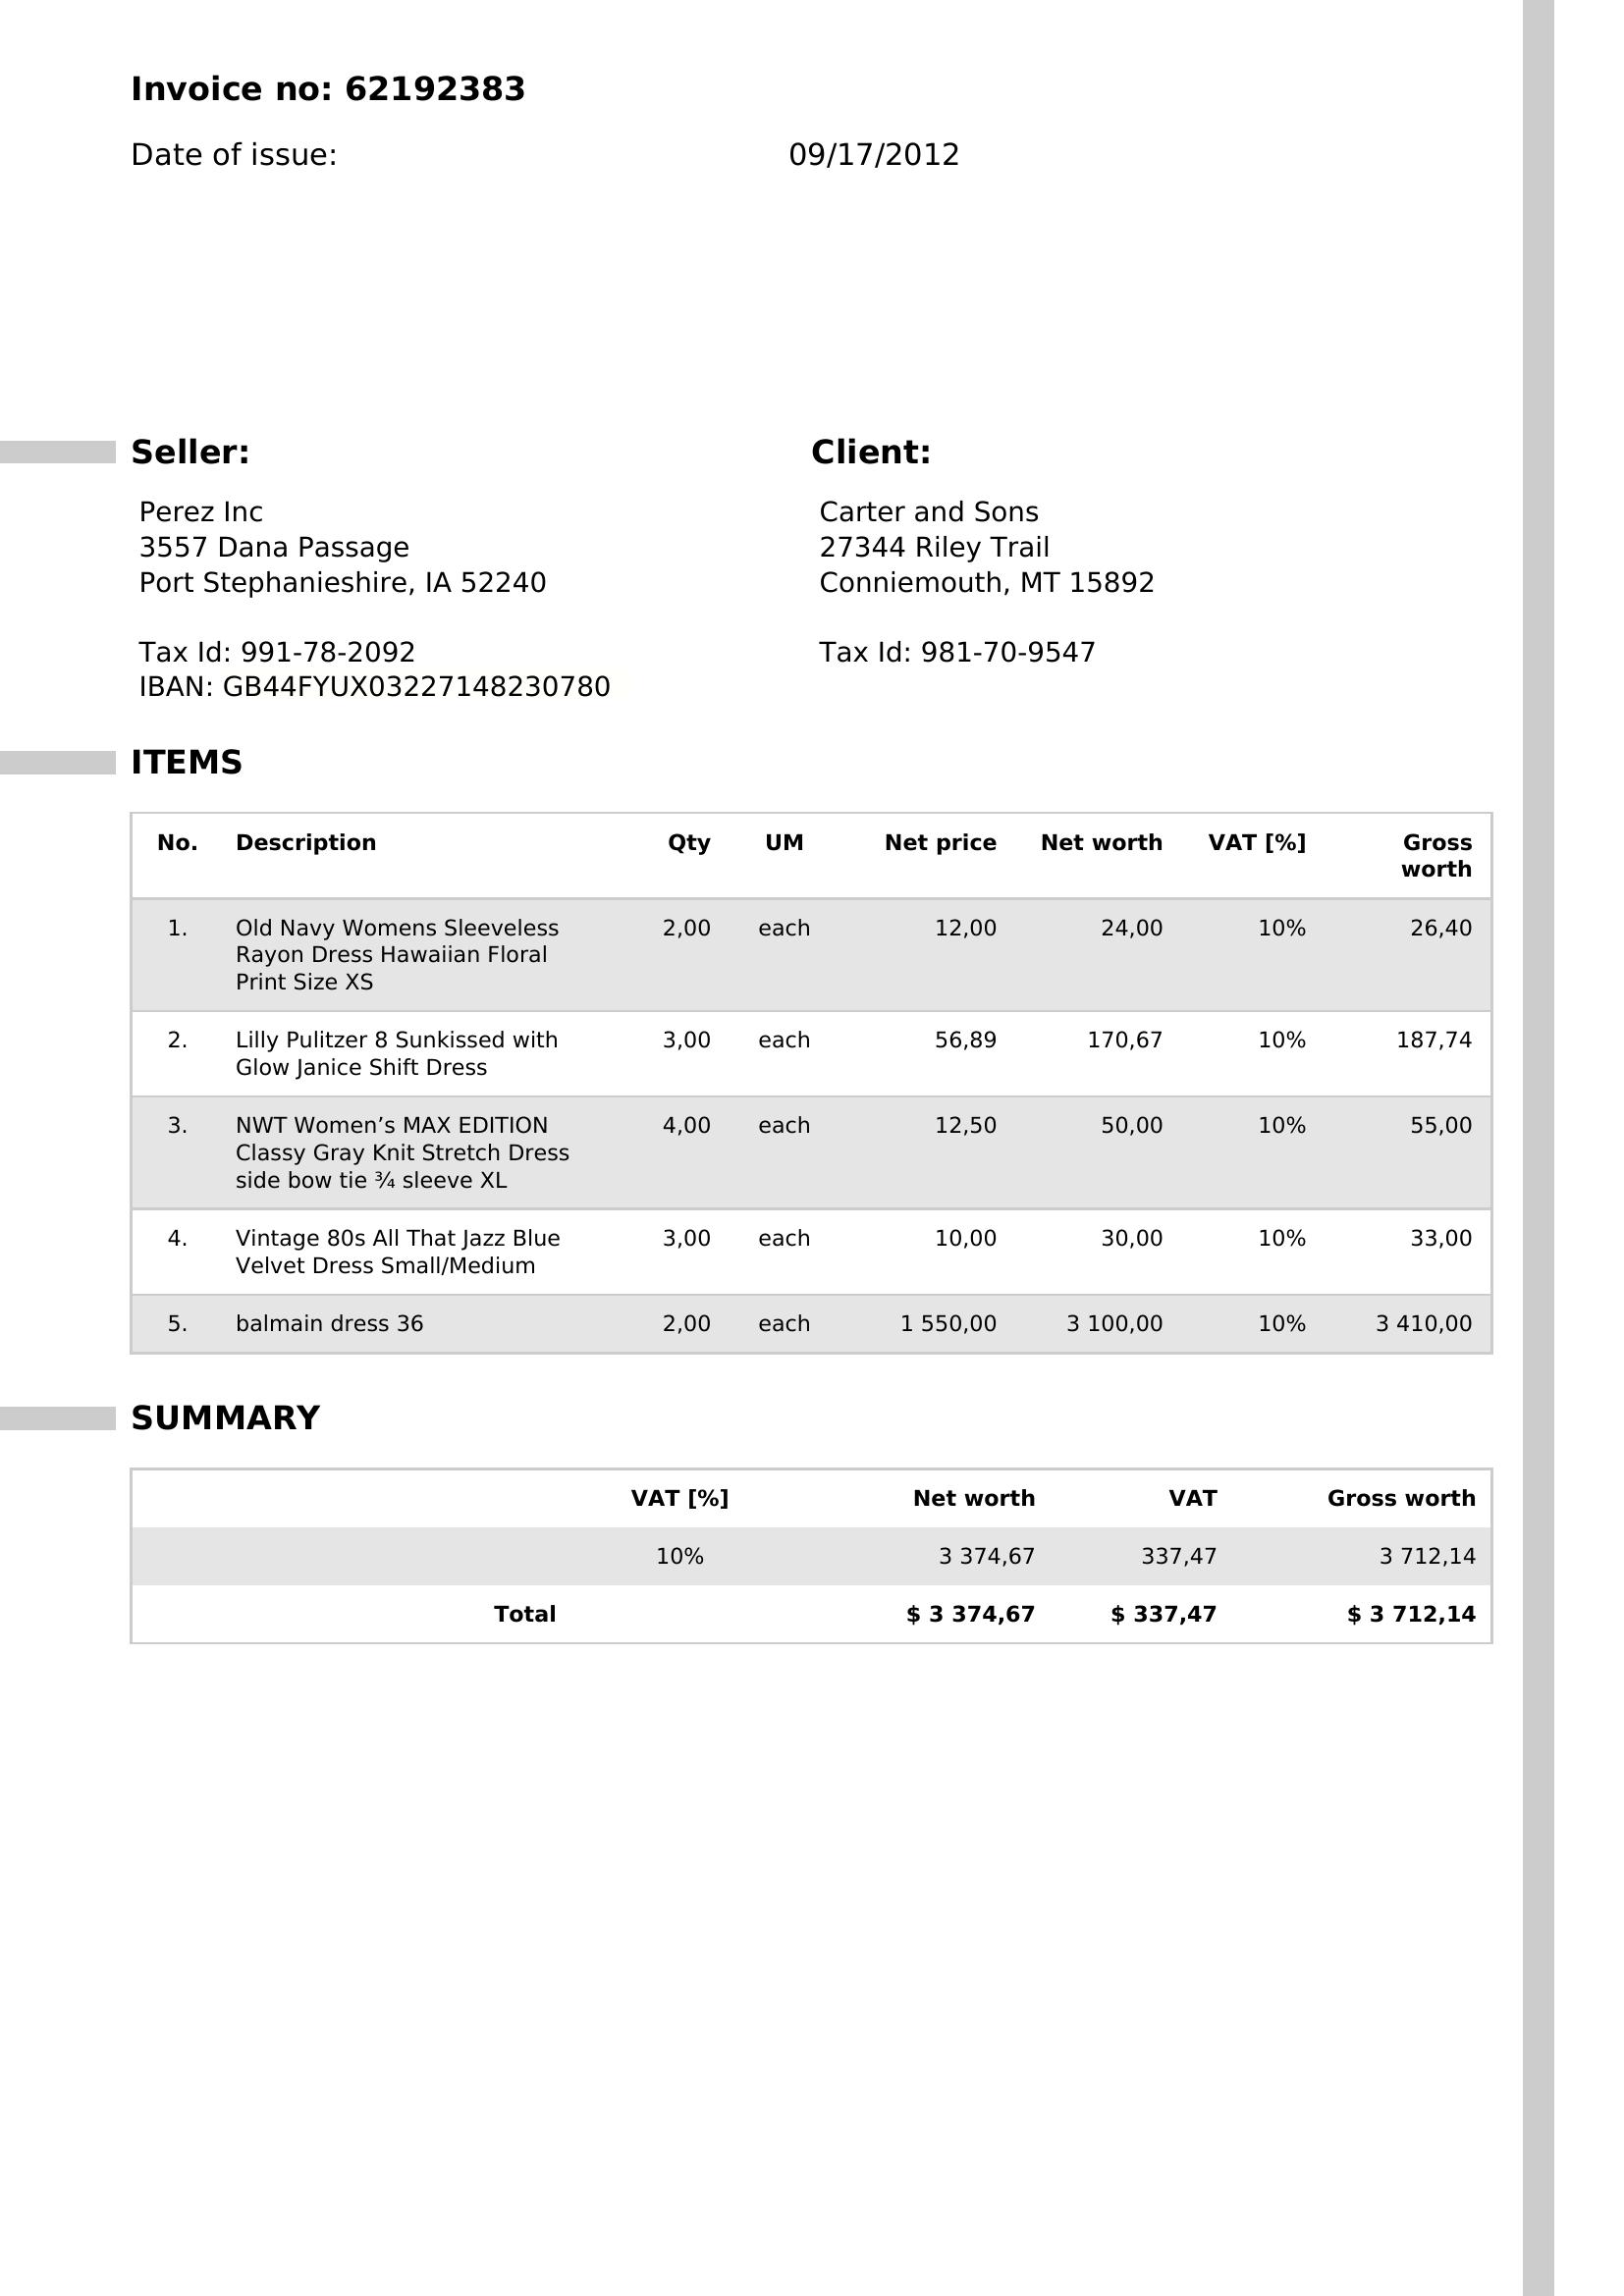 Invoice no: 62192383
Date of issue: 09/17/2012
Seller: Client:
Perez Inc Carter and Sons
3557 Dana Passage 27344 Riley Trail
Port Stephanieshire, IA 52240 Conniemouth, MT 15892
Tax Id: 991-78-2092 Tax Id: 981-70-9547
IBAN: GB44FYUX03227148230780
ITEMS
No. Description Qty UM Net price Net worth VAT [%] Gross
worth
1. Old Navy Womens Sleeveless 2,00 each 12,00 24,00 10% 26,40
Rayon Dress Hawaiian Floral
Print Size XS
2. Lilly Pulitzer 8 Sunkissed with 3,00 each 56,89 170,67 10% 187,74
Glow Janice Shift Dress
3. NWT Women’s MAX EDITION 4,00 each 12,50 50,00 10% 55,00
Classy Gray Knit Stretch Dress
side bow tie ¾ sleeve XL
4. Vintage 80s All That Jazz Blue 3,00 each 10,00 30,00 10% 33,00
Velvet Dress Small/Medium
5. balmain dress 36 2,00 each 1 550,00 3 100,00 10% 3 410,00
SUMMARY
VAT [%] Net worth VAT Gross worth
10% 3 374,67 337,47 3 712,14
Total $ 3 374,67 $ 337,47 $ 3 712,14